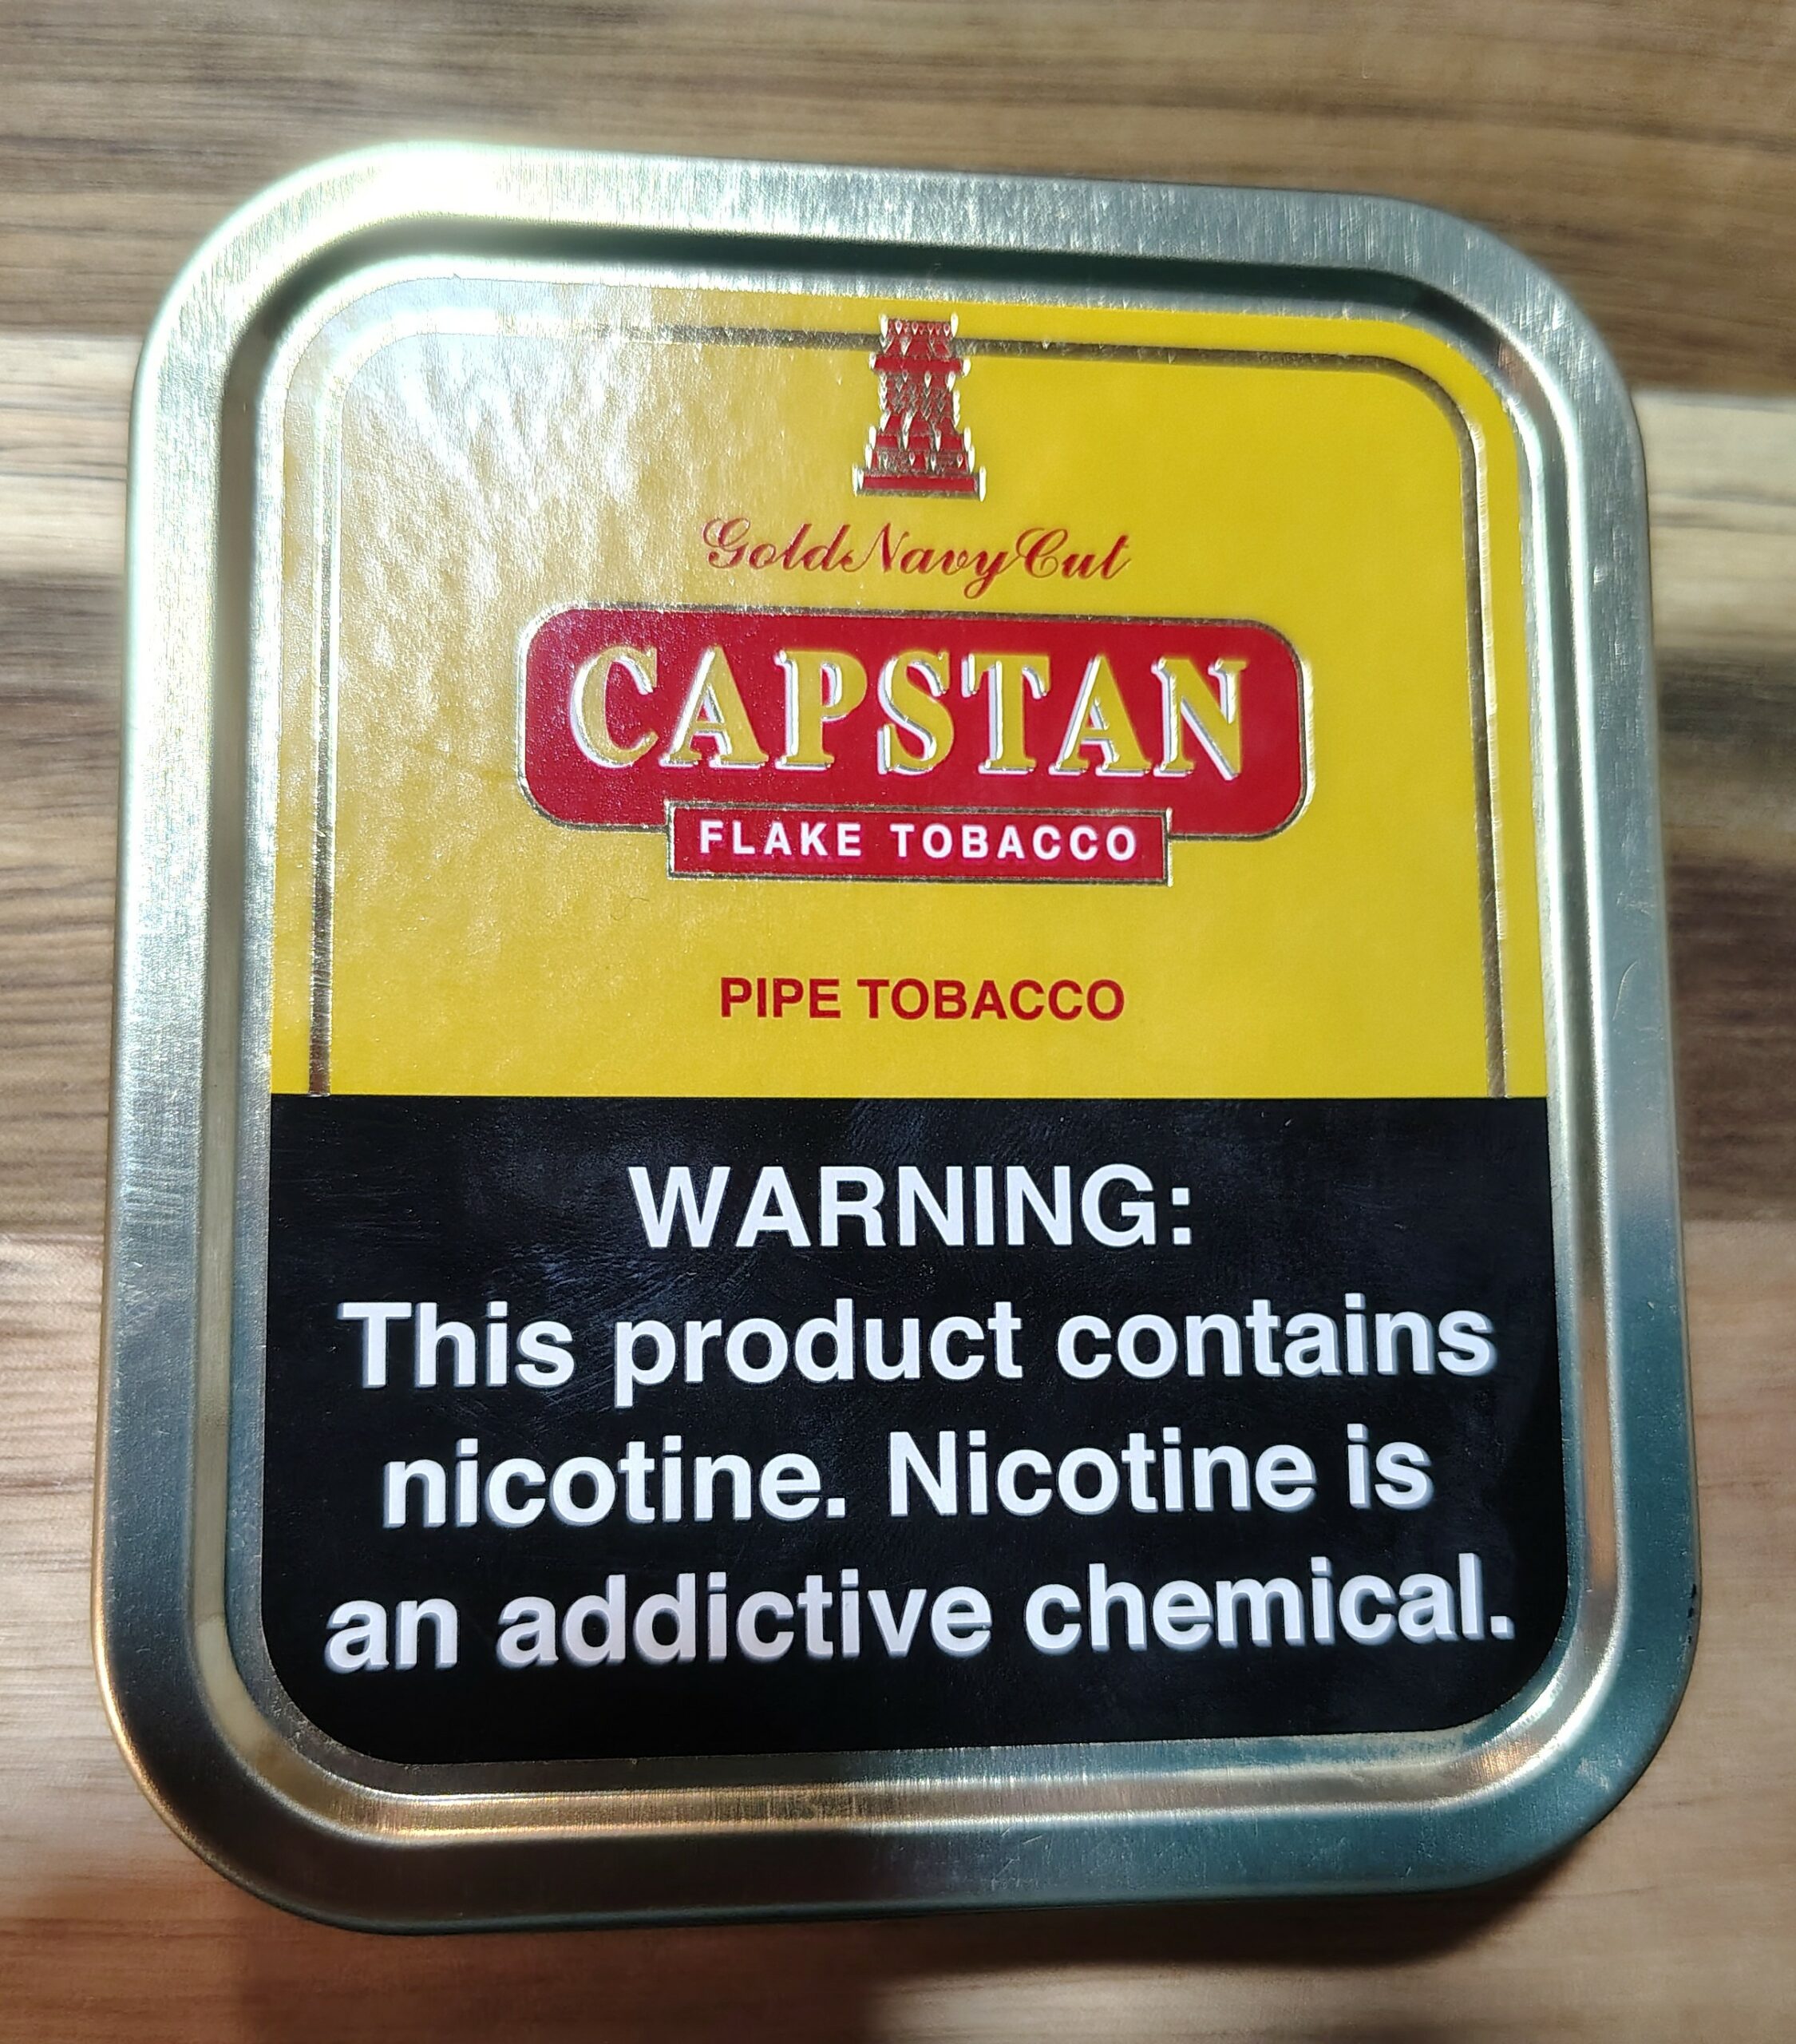 Gold Navy Cut
CAPSTAN
FLAKE TOBACCO
PIPE TOBACCO
WARNING:
This product contains
nicotine. Nicotine is
an addictive chemical.